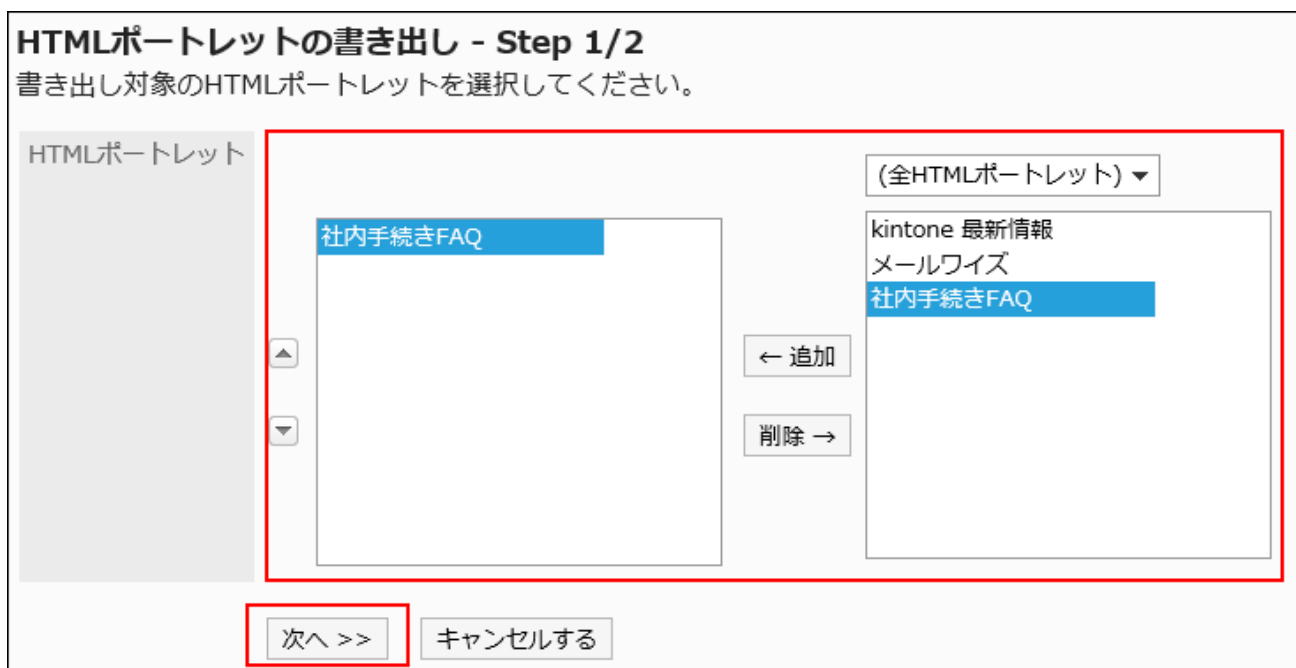 HTMLポートレットの書き出し - Step 1/2
書き出し対象のHTMLポートレットを選択してください。
HTMLポートレット
(全HTMLポートレット)
社内手続きFAQ
kintone 最新情報
メールワイズ
社内手続きFAQ
← 追加
削除 →
次へ >>
キャンセルする